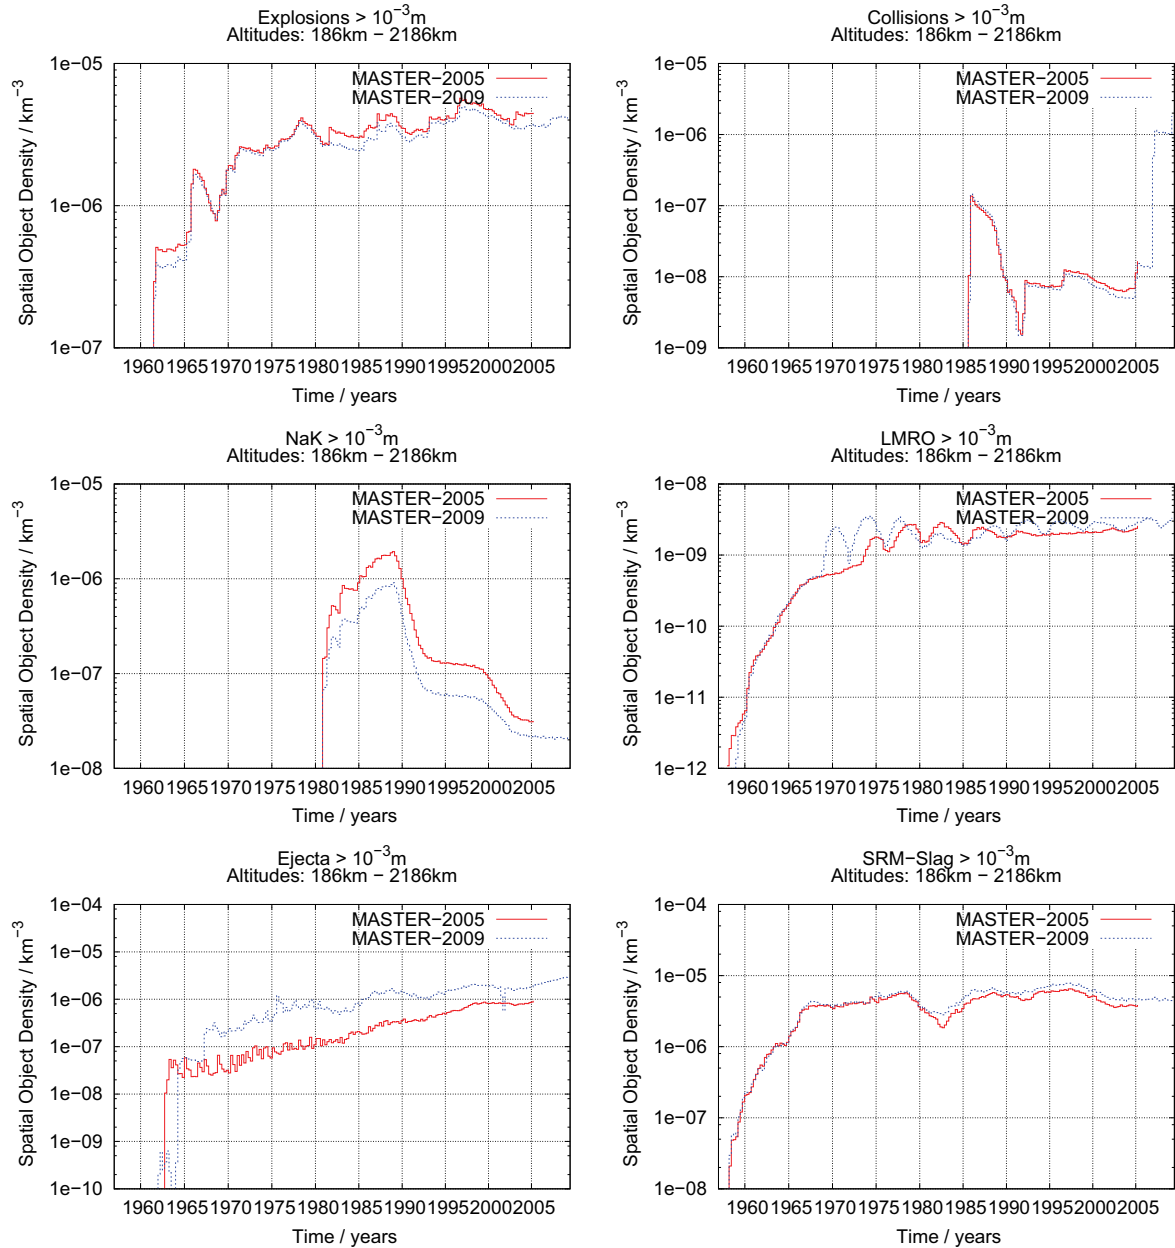 Explosions > 10⁻³m
Altitudes: 186km − 2186km
MASTER−2005
MASTER−2009
1e−05
1e−06
1e−07
Spatial Object Density / km⁻³
1960 1965 1970 1975 1980 1985 1990 1995 2000 2005
Time / years
Collisions > 10⁻³m
Altitudes: 186km − 2186km
MASTER−2005
MASTER−2009
1e−05
1e−06
1e−07
1e−08
1e−09
Spatial Object Density / km⁻³
1960 1965 1970 1975 1980 1985 1990 1995 2000 2005
Time / years
NaK > 10⁻³m
Altitudes: 186km − 2186km
MASTER−2005
MASTER−2009
1e−05
1e−06
1e−07
1e−08
Spatial Object Density / km⁻³
1960 1965 1970 1975 1980 1985 1990 1995 2000 2005
Time / years
LMRO > 10⁻³m
Altitudes: 186km − 2186km
MASTER−2005
MASTER−2009
1e−08
1e−09
1e−10
1e−11
1e−12
Spatial Object Density / km⁻³
1960 1965 1970 1975 1980 1985 1990 1995 2000 2005
Time / years
Ejecta > 10⁻³m
Altitudes: 186km − 2186km
MASTER−2005
MASTER−2009
1e−04
1e−05
1e−06
1e−07
1e−08
1e−09
1e−10
Spatial Object Density / km⁻³
1960 1965 1970 1975 1980 1985 1990 1995 2000 2005
Time / years
SRM−Slag > 10⁻³m
Altitudes: 186km − 2186km
MASTER−2005
MASTER−2009
1e−04
1e−05
1e−06
1e−07
1e−08
Spatial Object Density / km⁻³
1960 1965 1970 1975 1980 1985 1990 1995 2000 2005
Time / years